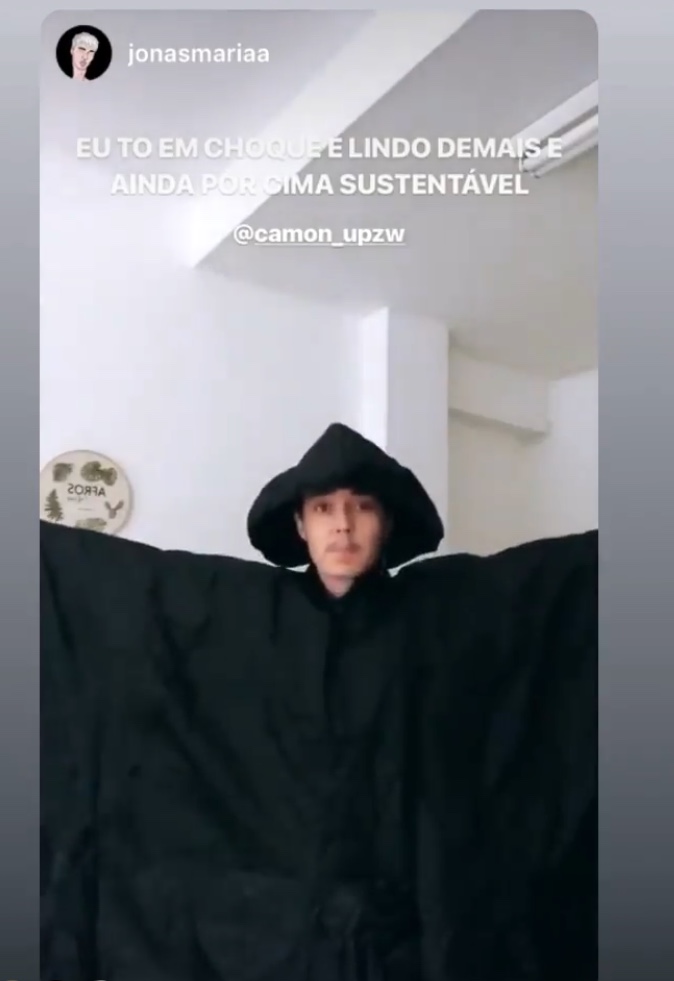 jonasmariaa
EU TO EM CHOQUE E LINDO DEMAIS E
AINDA POR CIMA SUSTENTÁVEL
@camon_upzw
AFROS